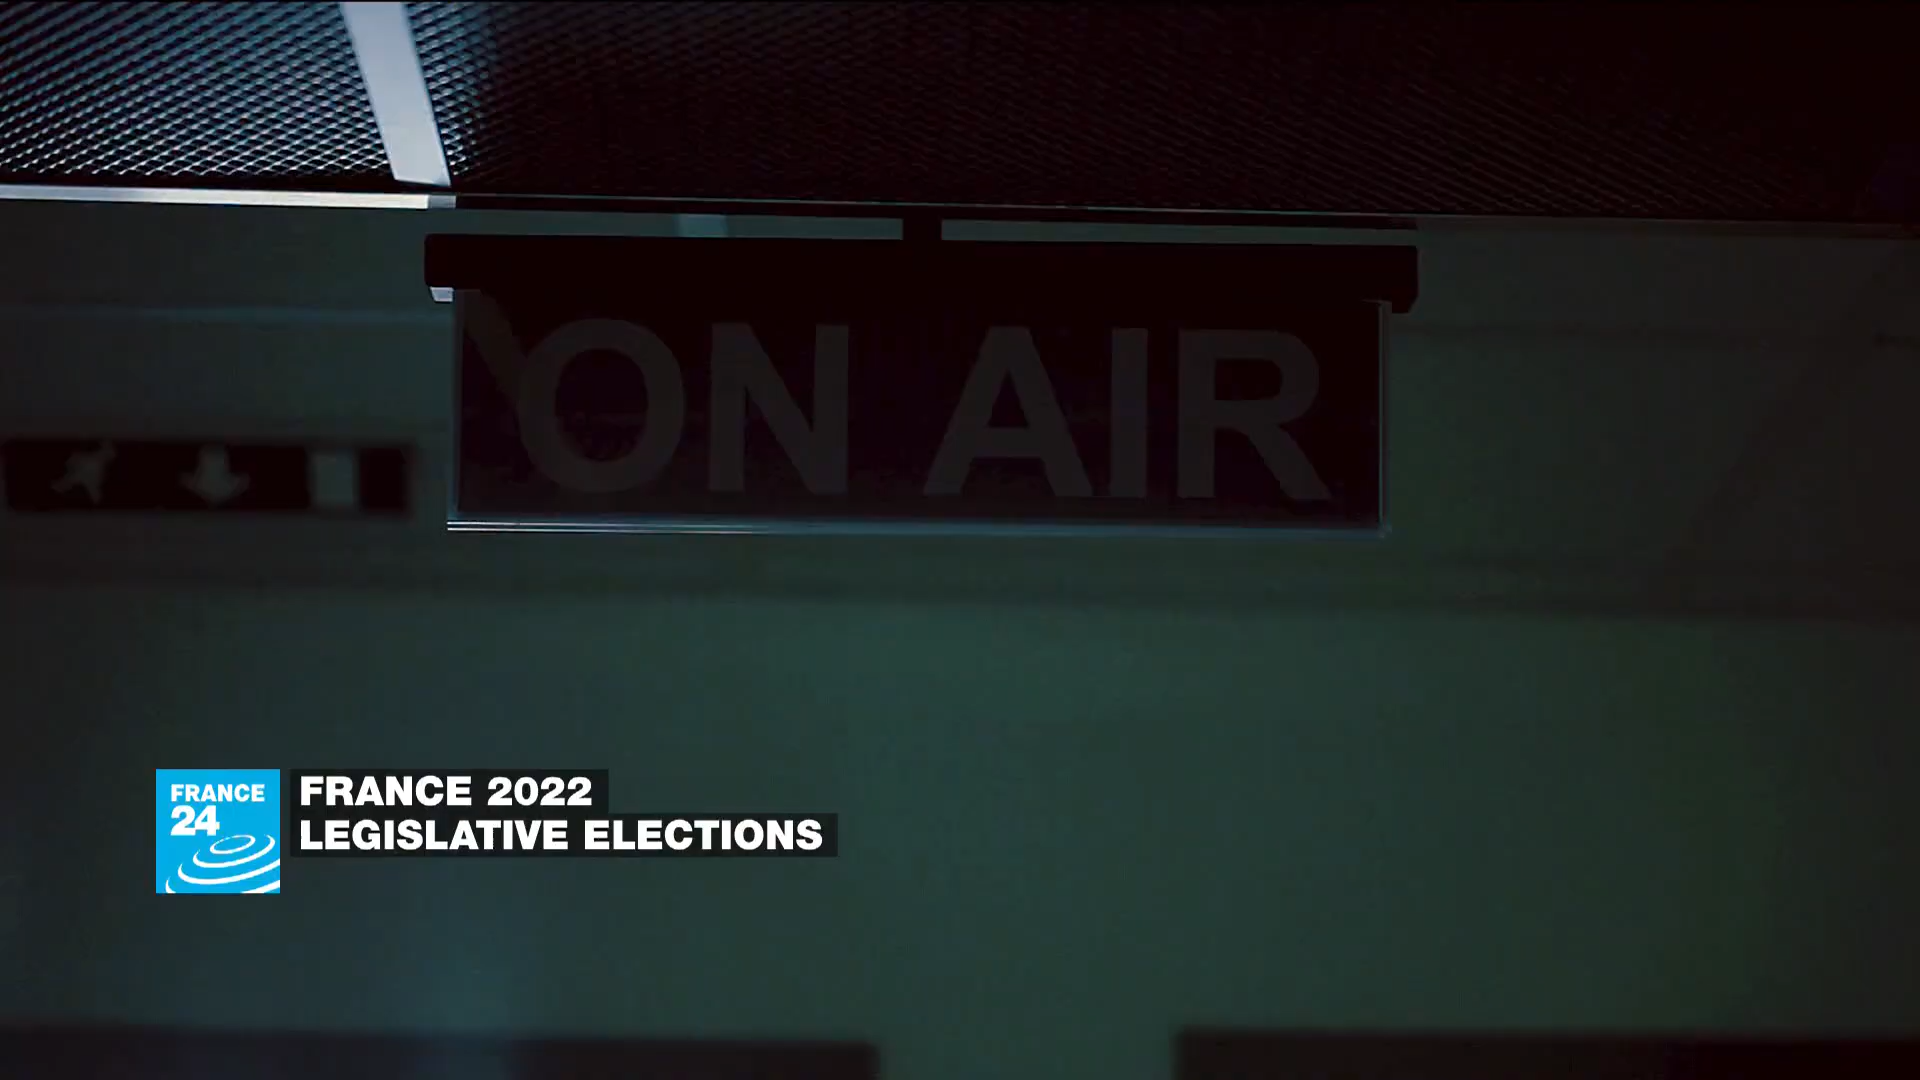 ON AIR
FRANCE
24
FRANCE 2022
LEGISLATIVE ELECTIONS